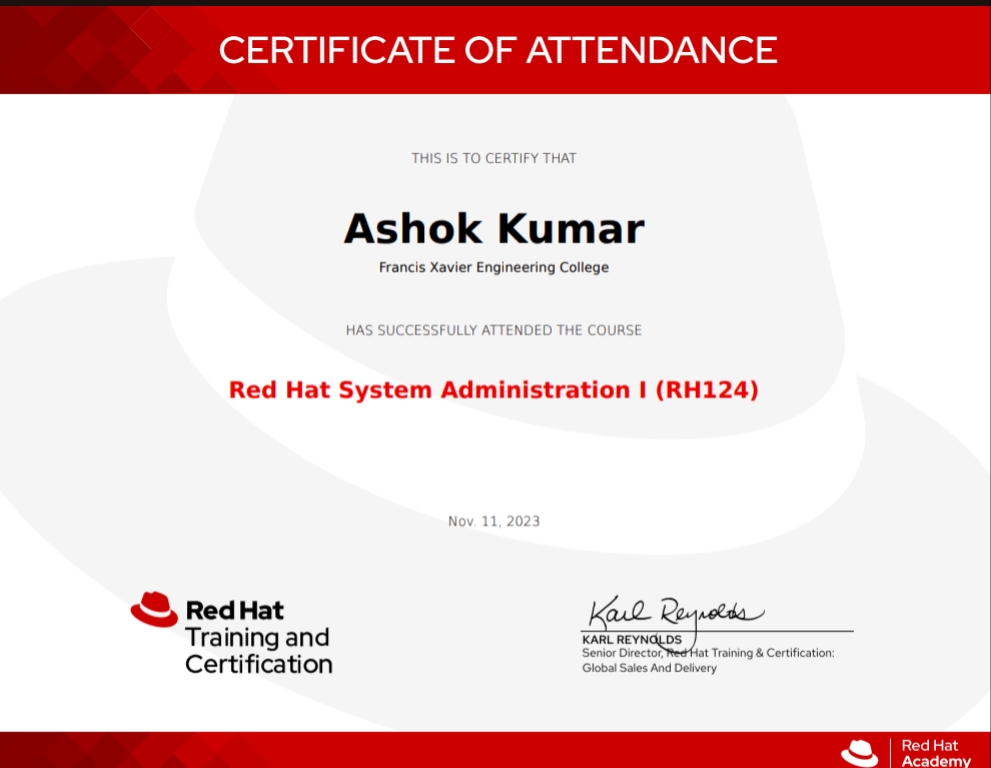 CERTIFICATE OF ATTENDANCE
THIS IS TO CERTIFY THAT
Ashok Kumar
Francis Xavier Engineering College
HAS SUCCESSFULLY ATTENDED THE COURSE
Red Hat System Administration I (RH124)
Nov. 11, 2023
Red Hat
Training and
Certification
Karl Reynolds
KARL REYNOLDS
Senior Director, Red Hat Training & Certification:
Global Sales And Delivery
Red Hat
Academy